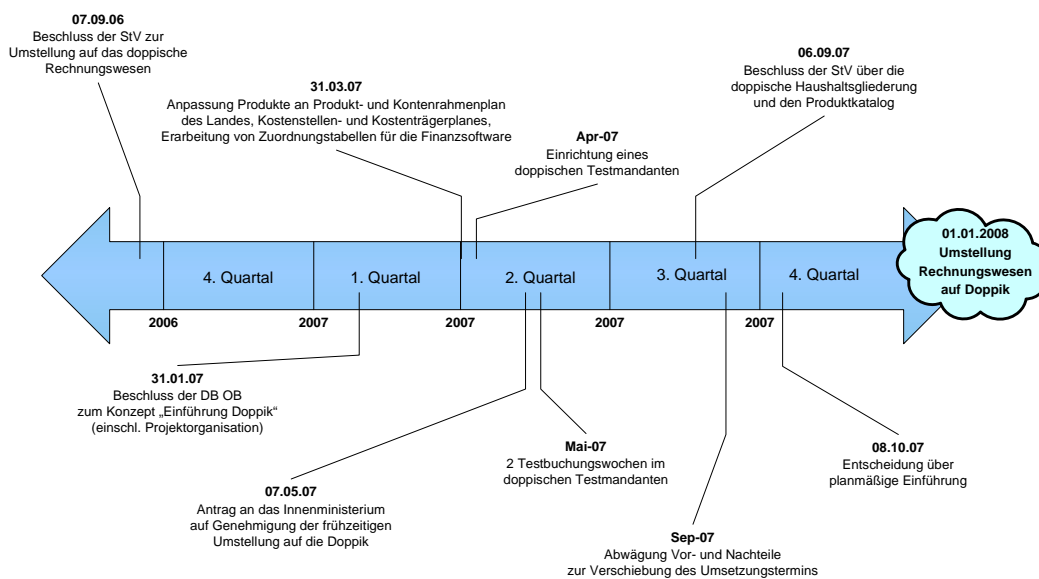 07.09.06
Beschluss der StV zur
Umstellung auf das doppische
Rechnungswesen
31.03.07
Anpassung Produkte an Produkt- und Kontenrahmenplan
des Landes, Kostenstellen- und Kostenträgerplanes,
Erarbeitung von Zuordnungstabellen für die Finanzsoftware
Apr-07
Einrichtung eines
doppischen Testmandanten
06.09.07
Beschluss der StV über die
doppische Haushaltsgliederung
und den Produktkatalog
4. Quartal
1. Quartal
2. Quartal
3. Quartal
4. Quartal
01.01.2008
Umstellung
Rechnungswesen
auf Doppik
2006
2007
2007
2007
2007
31.01.07
Beschluss der DB OB
zum Konzept „Einführung Doppik“
(einschl. Projektorganisation)
07.05.07
Antrag an das Innenministerium
auf Genehmigung der frühzeitigen
Umstellung auf die Doppik
Mai-07
2 Testbuchungswochen im
doppischen Testmandanten
Sep-07
Abwägung Vor- und Nachteile
zur Verschiebung des Umsetzungstermins
08.10.07
Entscheidung über
planmäßige Einführung